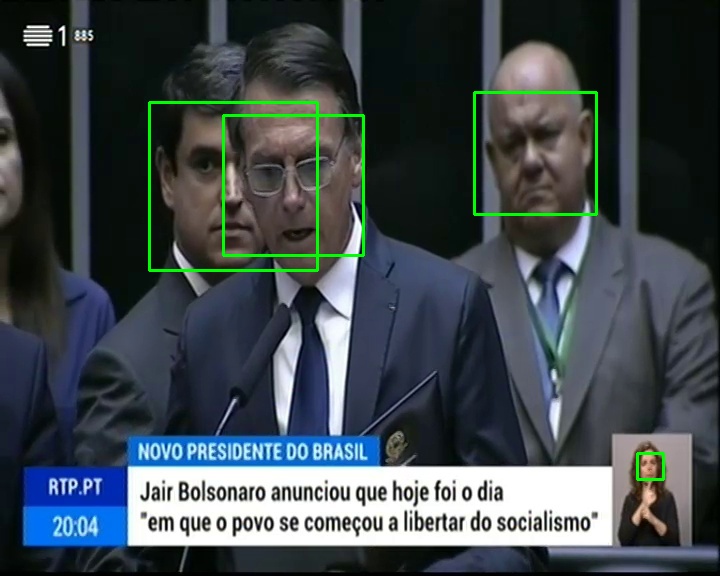 1 885
NOVO PRESIDENTE DO BRASIL
RTP.PT
Jair Bolsonaro anunciou que hoje foi o dia
20:04
"em que o povo se começou a libertar do socialismo"